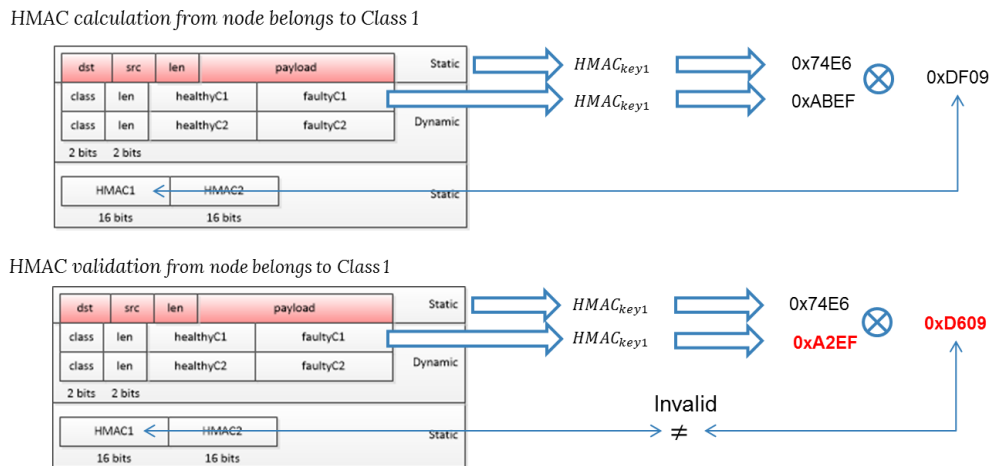 HMAC calculation from node belongs to Class 1
dst src len payload Static
class len healthyC1 faultyC1
class len healthyC2 faultyC2 Dynamic
2 bits 2 bits
HMAC1 HMAC2 Static
16 bits 16 bits
HMACkey1 0x74E6
HMACkey1 0xABEF
⊗ 0xDF09
HMAC validation from node belongs to Class 1
dst src len payload Static
class len healthyC1 faultyC1
class len healthyC2 faultyC2 Dynamic
2 bits 2 bits
HMAC1 HMAC2 Static
16 bits 16 bits
HMACkey1 0x74E6
HMACkey1 0xA2EF
⊗ 0xD609
Invalid
≠